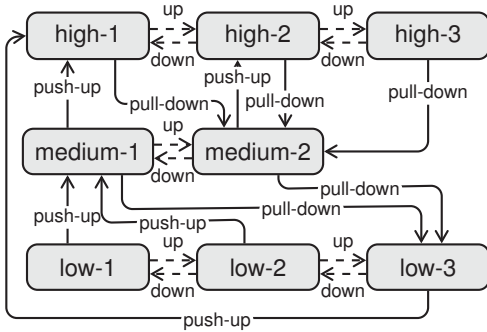 up up
high-1 high-2 high-3
down down
push-up push-up
pull-down pull-down pull-down
up
medium-1 medium-2
down
pull-down
pull-down
push-up push-up
up up
low-1 low-2 low-3
down down
push-up